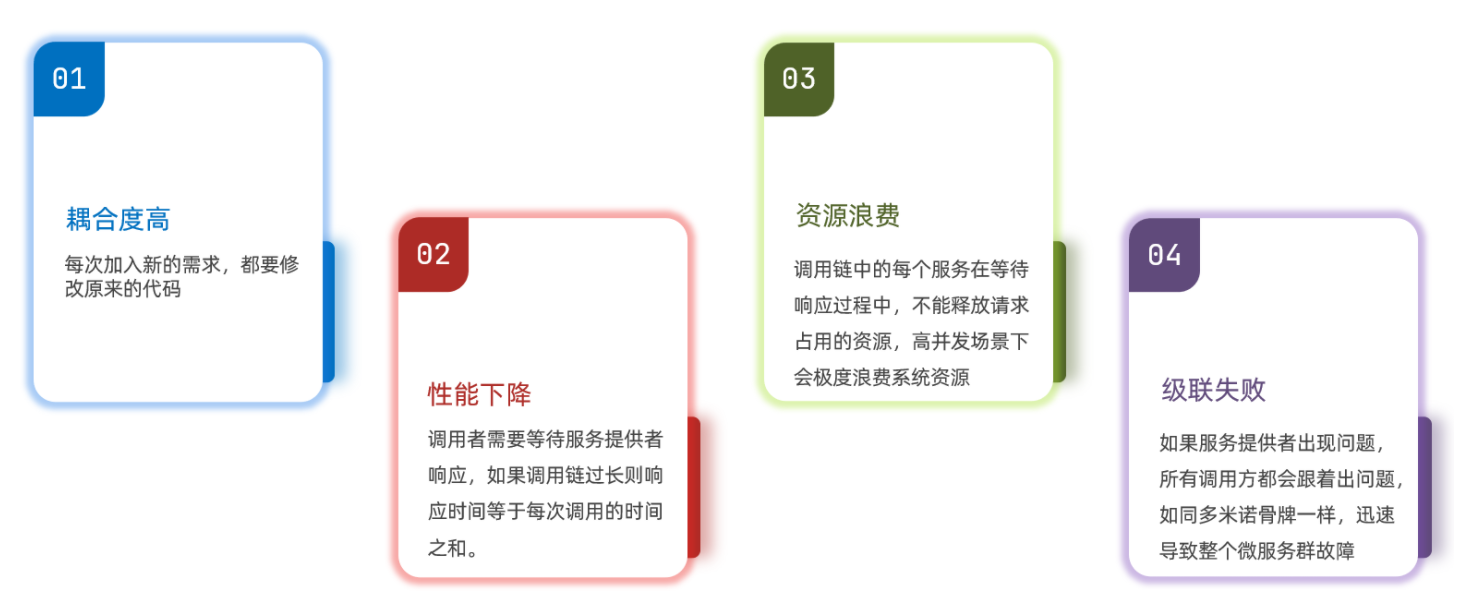 01
耦合度高
每次加入新的需求，都要修
改原来的代码
02
性能下降
调用者需要等待服务提供者
响应，如果调用链过长则响
应时间等于每次调用的时间
之和。
03
资源浪费
调用链中的每个服务在等待
响应过程中，不能释放请求
占用的资源，高并发场景下
会极度浪费系统资源
04
级联失败
如果服务提供者出现问题，
所有调用方都会跟着出问题，
如同多米诺骨牌一样，迅速
导致整个微服务群故障